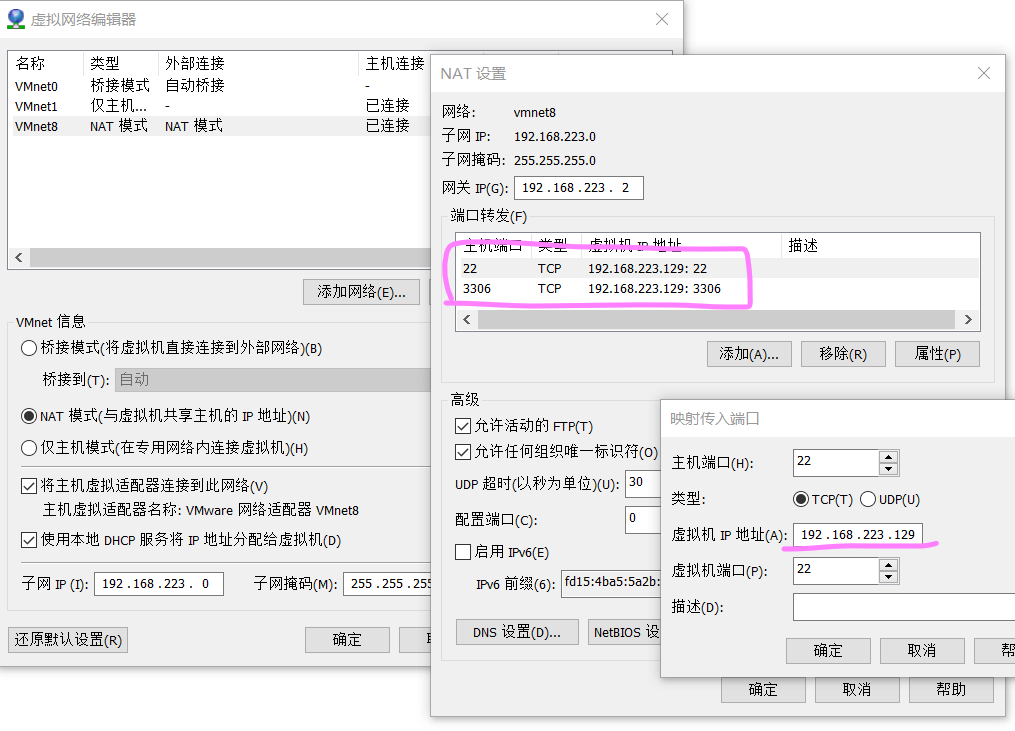 虚拟网络编辑器
名称 类型 外部连接 主机连接
VMnet0 桥接模式 自动桥接 -
VMnet1 仅主机... - 已连接
VMnet8 NAT 模式 NAT 模式 已连接
添加网络(E)...
VMnet 信息
桥接模式(将虚拟机直接连接到外部网络)(B)
桥接到(T): 自动
NAT 模式(与虚拟机共享主机的 IP 地址)(N)
仅主机模式(在专用网络内连接虚拟机)(H)
将主机虚拟适配器连接到此网络(V)
主机虚拟适配器名称: VMware 网络适配器 VMnet8
使用本地 DHCP 服务将 IP 地址分配给虚拟机(D)
子网 IP (I): 192.168.223. 0 子网掩码(M): 255.255.255
还原默认设置(R) 确定
NAT 设置
网络: vmnet8
子网 IP: 192.168.223.0
子网掩码: 255.255.255.0
网关 IP(G): 192.168.223. 2
端口转发(F)
主机端口 类型 虚拟机 IP 地址 描述
22 TCP 192.168.223.129: 22
3306 TCP 192.168.223.129: 3306
添加(A)... 移除(R) 属性(P)
高级
允许活动的 FTP(T)
允许任何组织唯一标识符(O)
UDP 超时(以秒为单位)(U): 30
配置端口(C): 0
启用 IPv6(E)
IPv6 前缀(6): fd15:4ba5:5a2b:
DNS 设置(D)... NetBIOS 设
确定 取消 帮助
映射传入端口
主机端口(H): 22
类型: TCP(T) UDP(U)
虚拟机 IP 地址(A): 192.168.223.129
虚拟机端口(P): 22
描述(D):
确定 取消 帮